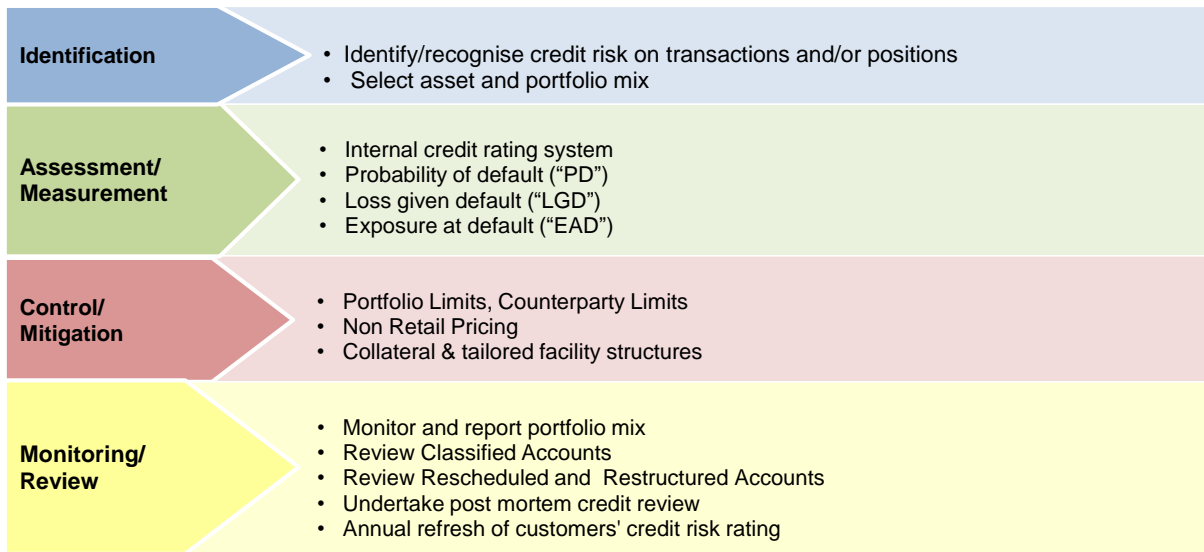 Identification
• Identify/recognise credit risk on transactions and/or positions
• Select asset and portfolio mix
Assessment/
Measurement
• Internal credit rating system
• Probability of default (“PD”)
• Loss given default (“LGD”)
• Exposure at default (“EAD”)
Control/
Mitigation
• Portfolio Limits, Counterparty Limits
• Non Retail Pricing
• Collateral & tailored facility structures
Monitoring/
Review
• Monitor and report portfolio mix
• Review Classified Accounts
• Review Rescheduled and Restructured Accounts
• Undertake post mortem credit review
• Annual refresh of customers' credit risk rating